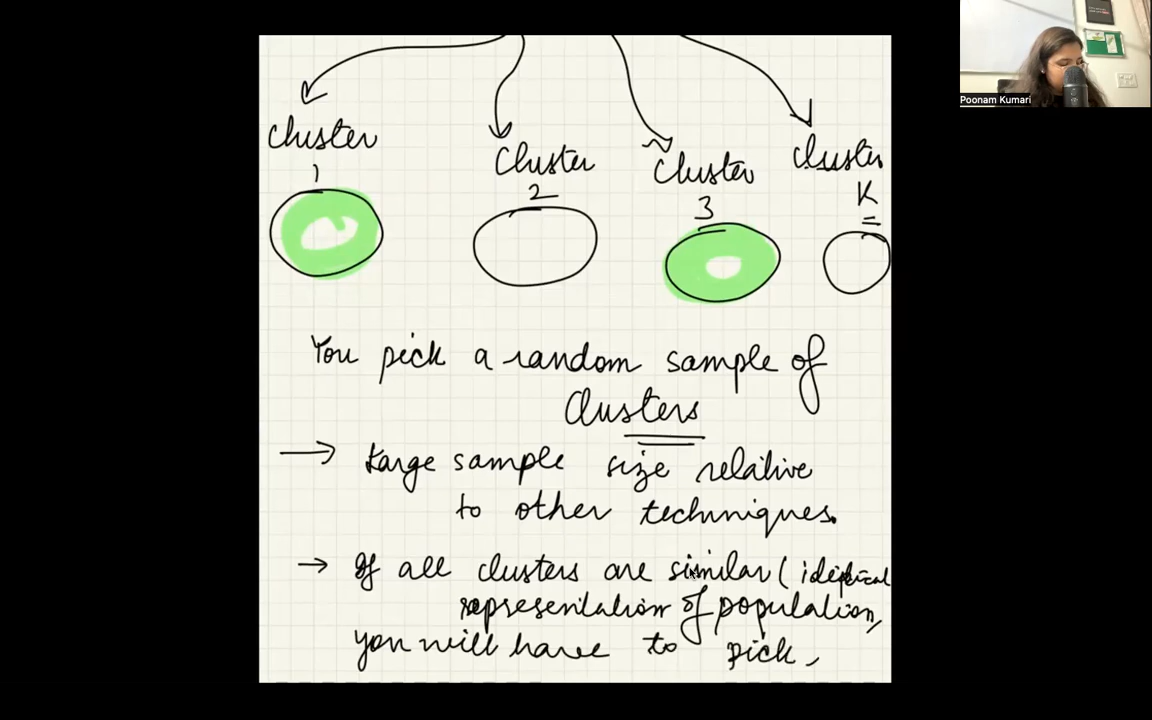 Cluster
1
Cluster
2
Cluster
3
Cluster
K
You pick a random sample of
Clusters
→ Large sample size relative
to other techniques.
→ If all clusters are similar (identical
representation of population,
you will have to pick,
Poonam Kumari